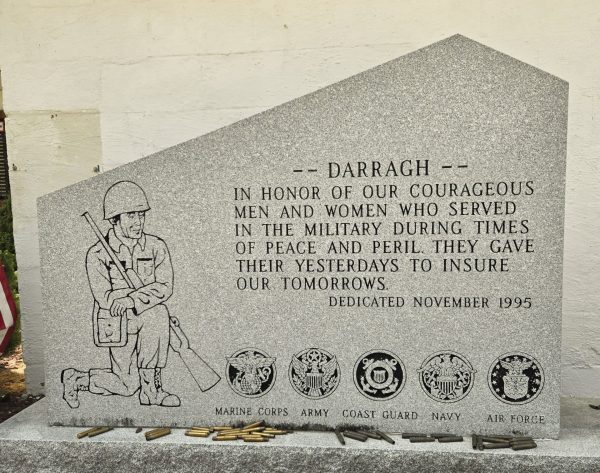 -- DARRAGH --
IN HONOR OF OUR COURAGEOUS
MEN AND WOMEN WHO SERVED
IN THE MILITARY DURING TIMES
OF PEACE AND PERIL. THEY GAVE
THEIR YESTERDAYS TO INSURE
OUR TOMORROWS.
DEDICATED NOVEMBER 1995
MARINE CORPS ARMY COAST GUARD NAVY AIR FORCE